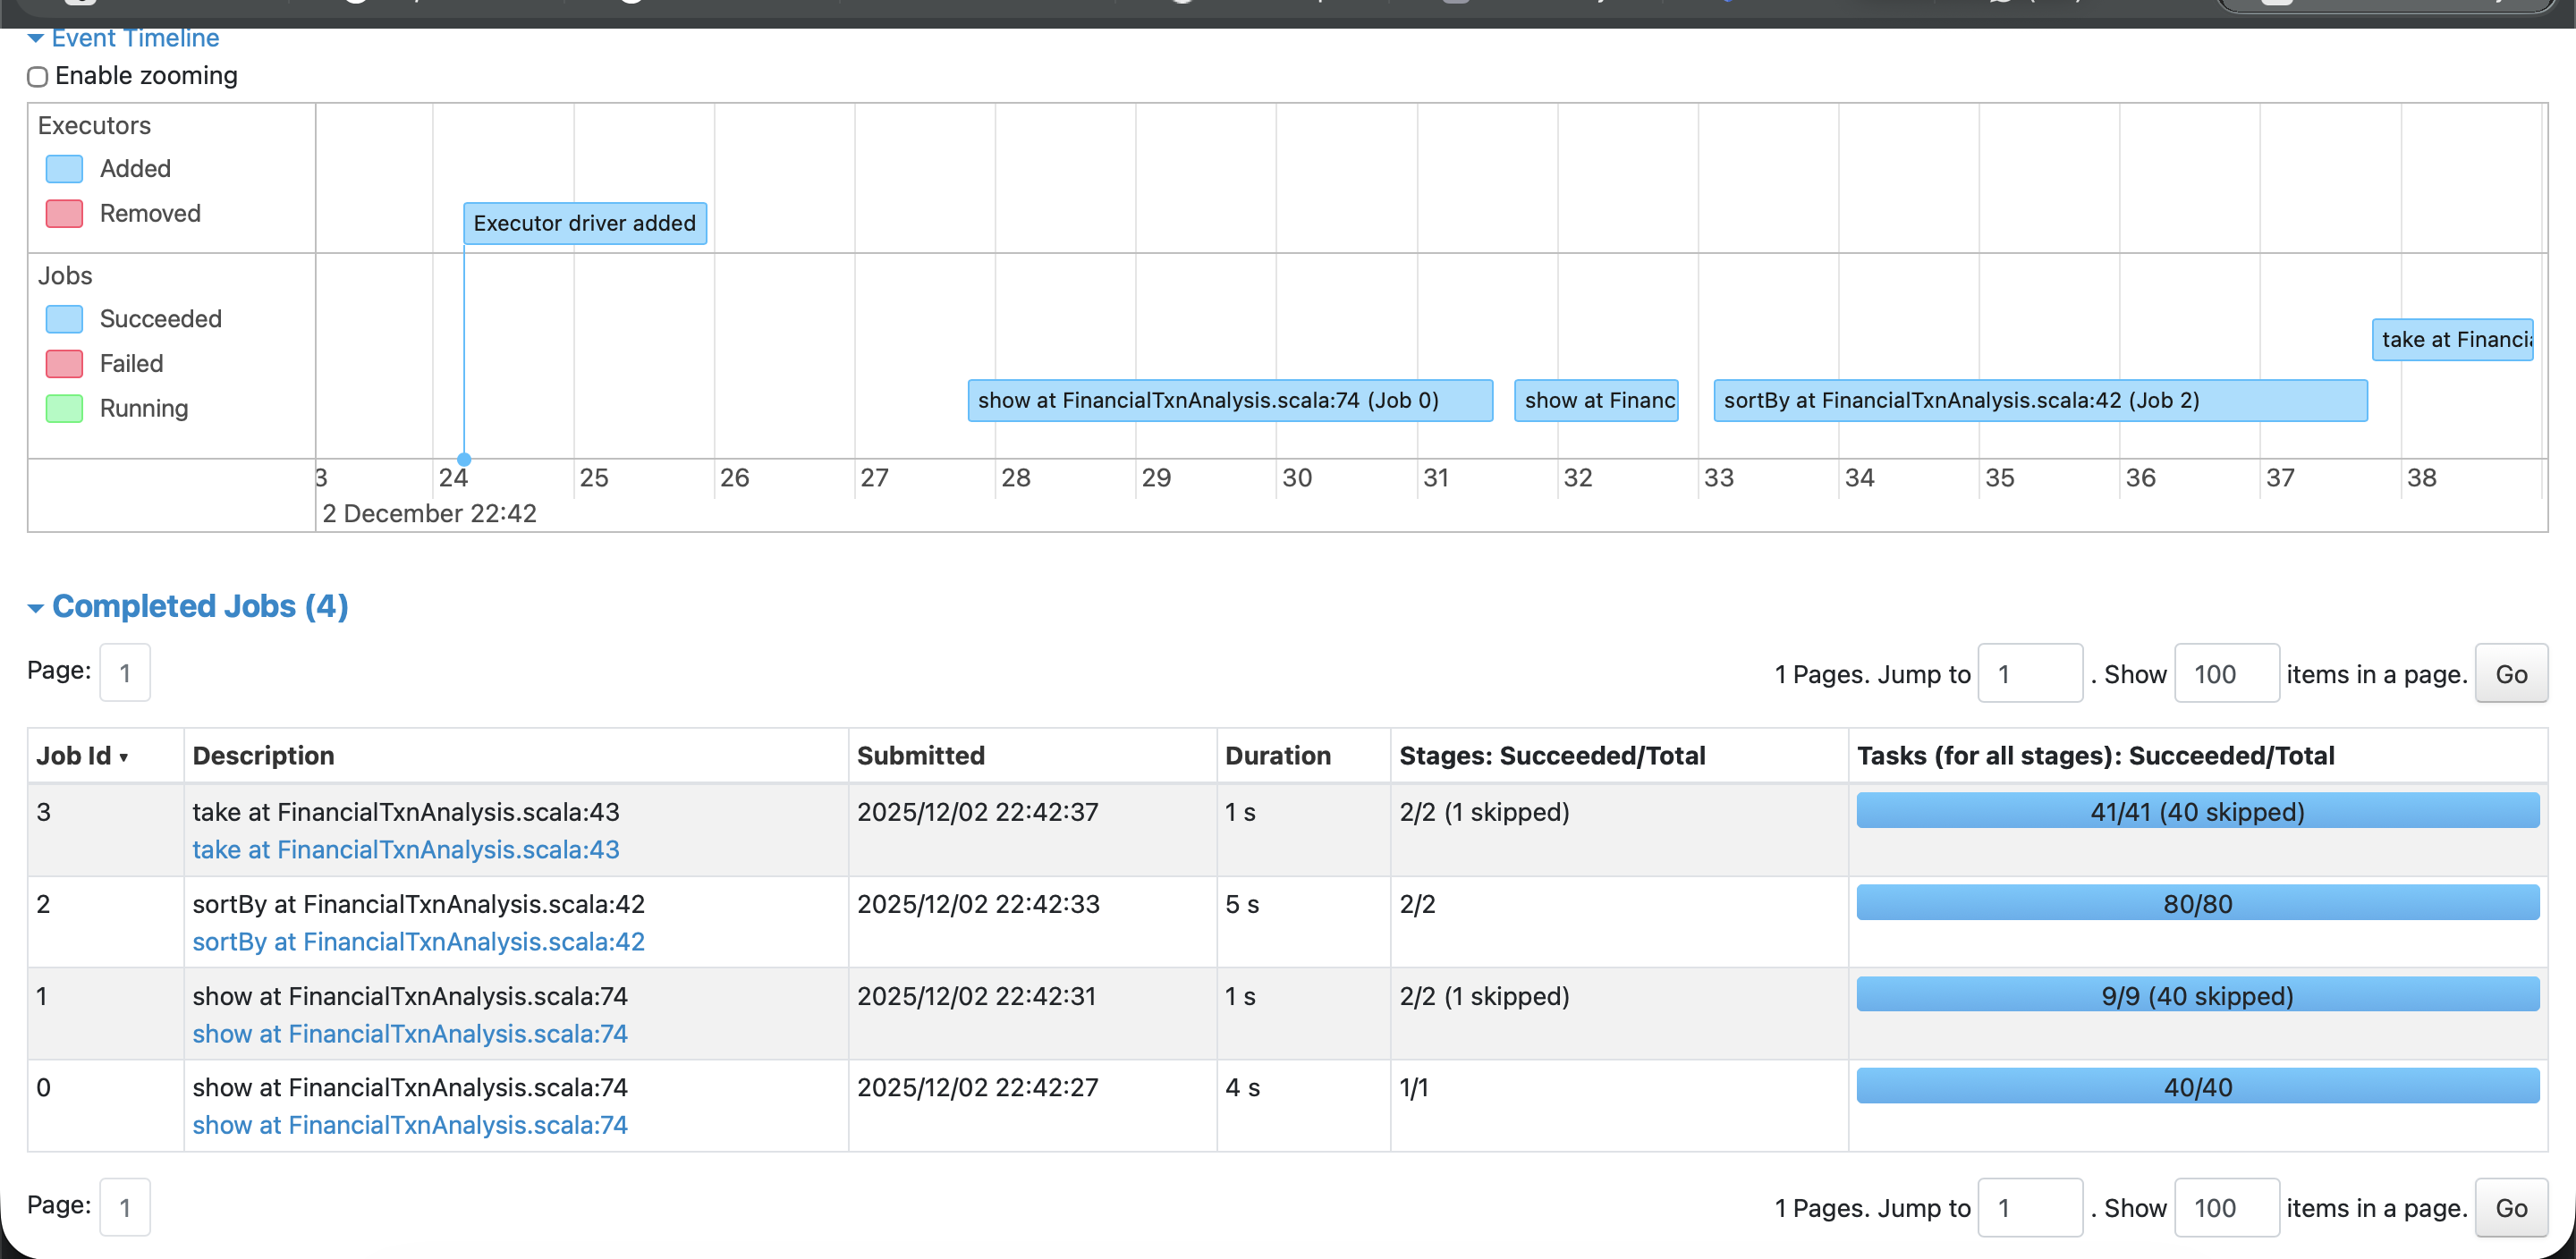 Event Timeline
Enable zooming
Executors
Added
Removed
Executor driver added
Jobs
Succeeded
Failed
Running
take at Financi
show at FinancialTxnAnalysis.scala:74 (Job 0)
show at Financ
sortBy at FinancialTxnAnalysis.scala:42 (Job 2)
3 24 25 26 27 28 29 30 31 32 33 34 35 36 37 38
2 December 22:42
Completed Jobs (4)
Page: 1
1 Pages. Jump to 1 . Show 100 items in a page. Go
Job Id ▾ Description Submitted Duration Stages: Succeeded/Total Tasks (for all stages): Succeeded/Total
3 take at FinancialTxnAnalysis.scala:43 2025/12/02 22:42:37 1 s 2/2 (1 skipped) 41/41 (40 skipped)
take at FinancialTxnAnalysis.scala:43
2 sortBy at FinancialTxnAnalysis.scala:42 2025/12/02 22:42:33 5 s 2/2 80/80
sortBy at FinancialTxnAnalysis.scala:42
1 show at FinancialTxnAnalysis.scala:74 2025/12/02 22:42:31 1 s 2/2 (1 skipped) 9/9 (40 skipped)
show at FinancialTxnAnalysis.scala:74
0 show at FinancialTxnAnalysis.scala:74 2025/12/02 22:42:27 4 s 1/1 40/40
show at FinancialTxnAnalysis.scala:74
Page: 1
1 Pages. Jump to 1 . Show 100 items in a page. Go